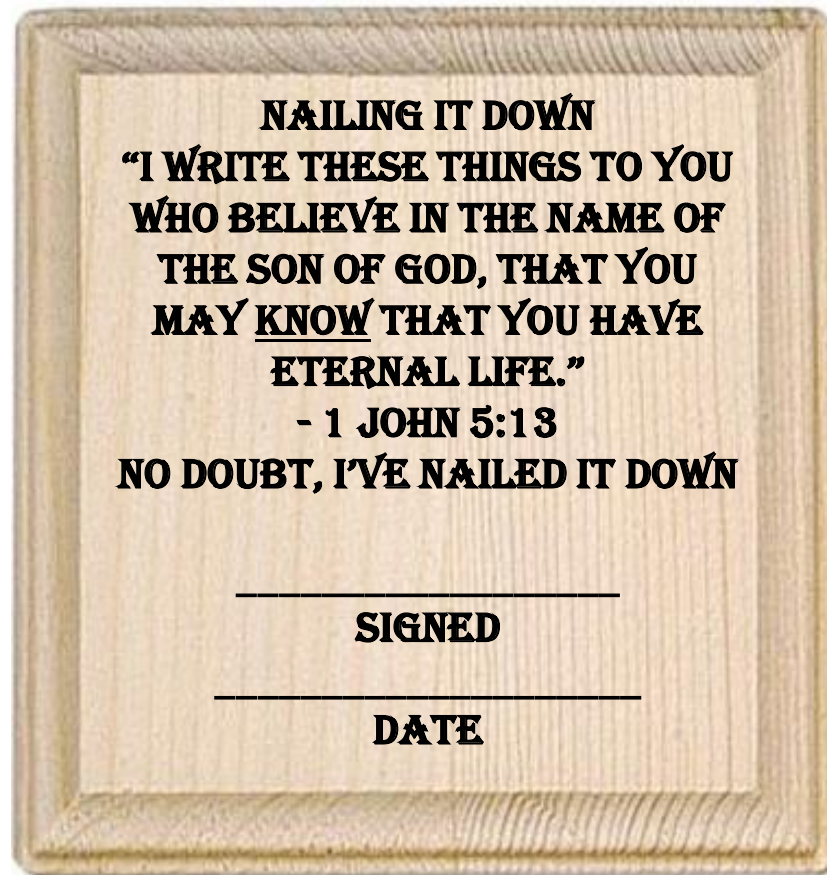 NAILING IT DOWN
“I WRITE THESE THINGS TO YOU
WHO BELIEVE IN THE NAME OF
THE SON OF GOD, THAT YOU
MAY KNOW THAT YOU HAVE
ETERNAL LIFE.”
- 1 JOHN 5:13
NO DOUBT, I’VE NAILED IT DOWN
__________________
SIGNED
____________________
DATE